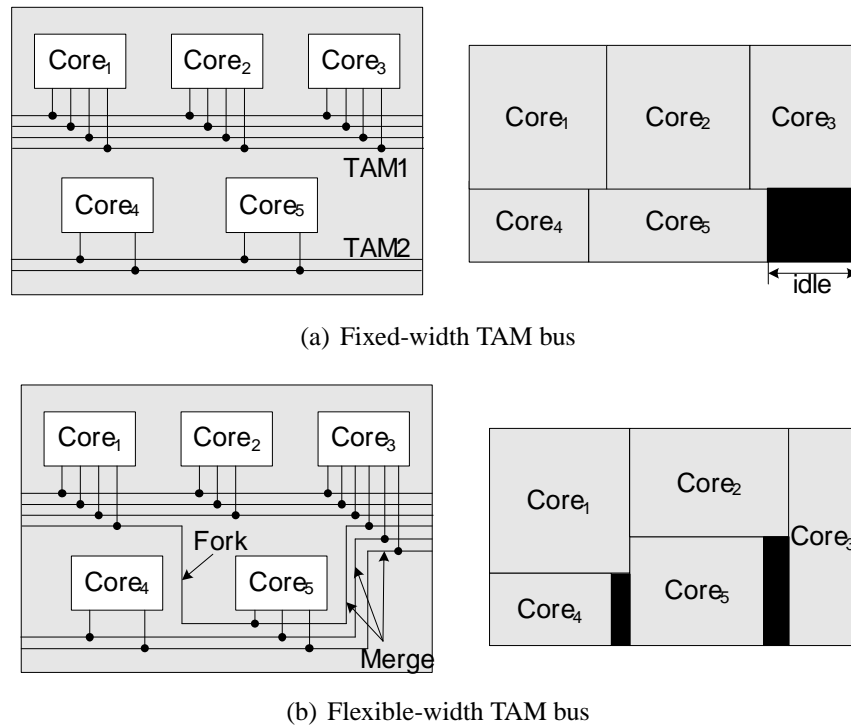 Core₁ Core₂ Core₃
TAM1
Core₄ Core₅
TAM2
Core₁ Core₂ Core₃
Core₄ Core₅
idle
(a) Fixed-width TAM bus
Core₁ Core₂ Core₃
Fork
Core₄ Core₅
Merge
Core₁ Core₂
Core₃
Core₄ Core₅
(b) Flexible-width TAM bus